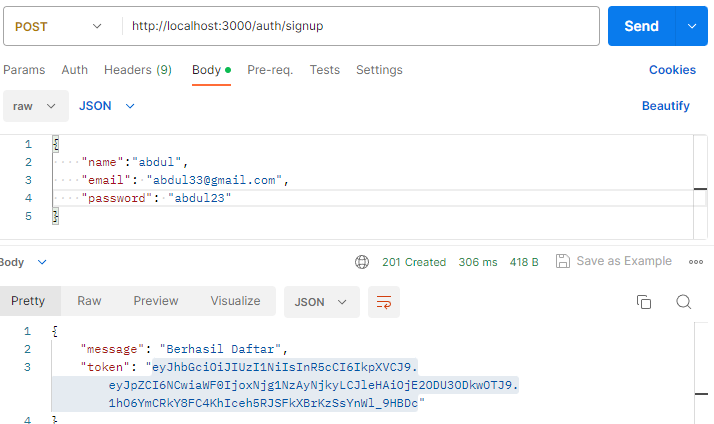 POST http://localhost:3000/auth/signup Send
Params Auth Headers (9) Body Pre-req. Tests Settings Cookies
raw JSON Beautify
1 {
2 "name":"abdul",
3 "email": "abdul33@gmail.com",
4 "password": "abdul23"
5 }
Body 201 Created 306 ms 418 B Save as Example
Pretty Raw Preview Visualize JSON
1 {
2 "message": "Berhasil Daftar",
3 "token": "eyJhbGciOiJIUzI1NiIsInR5cCI6IkpXVCJ9.
eyJpZCI6NCwiaWF0IjoxNjg1NzAyNjkyLCJleHAiOjE2ODU3ODkwOTJ9.
1hO6YmCRkY8FC4KhIceh5RJSFkXBrKzSsYnWl_9HBDc"
4 }